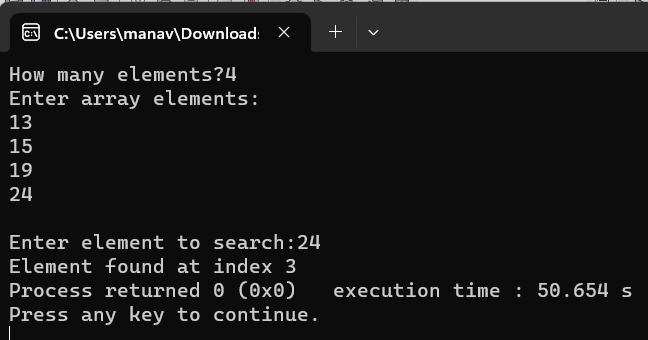 C:\Users\manav\Download
How many elements?4
Enter array elements:
13
15
19
24
Enter element to search:24
Element found at index 3
Process returned 0 (0x0)   execution time : 50.654 s
Press any key to continue.